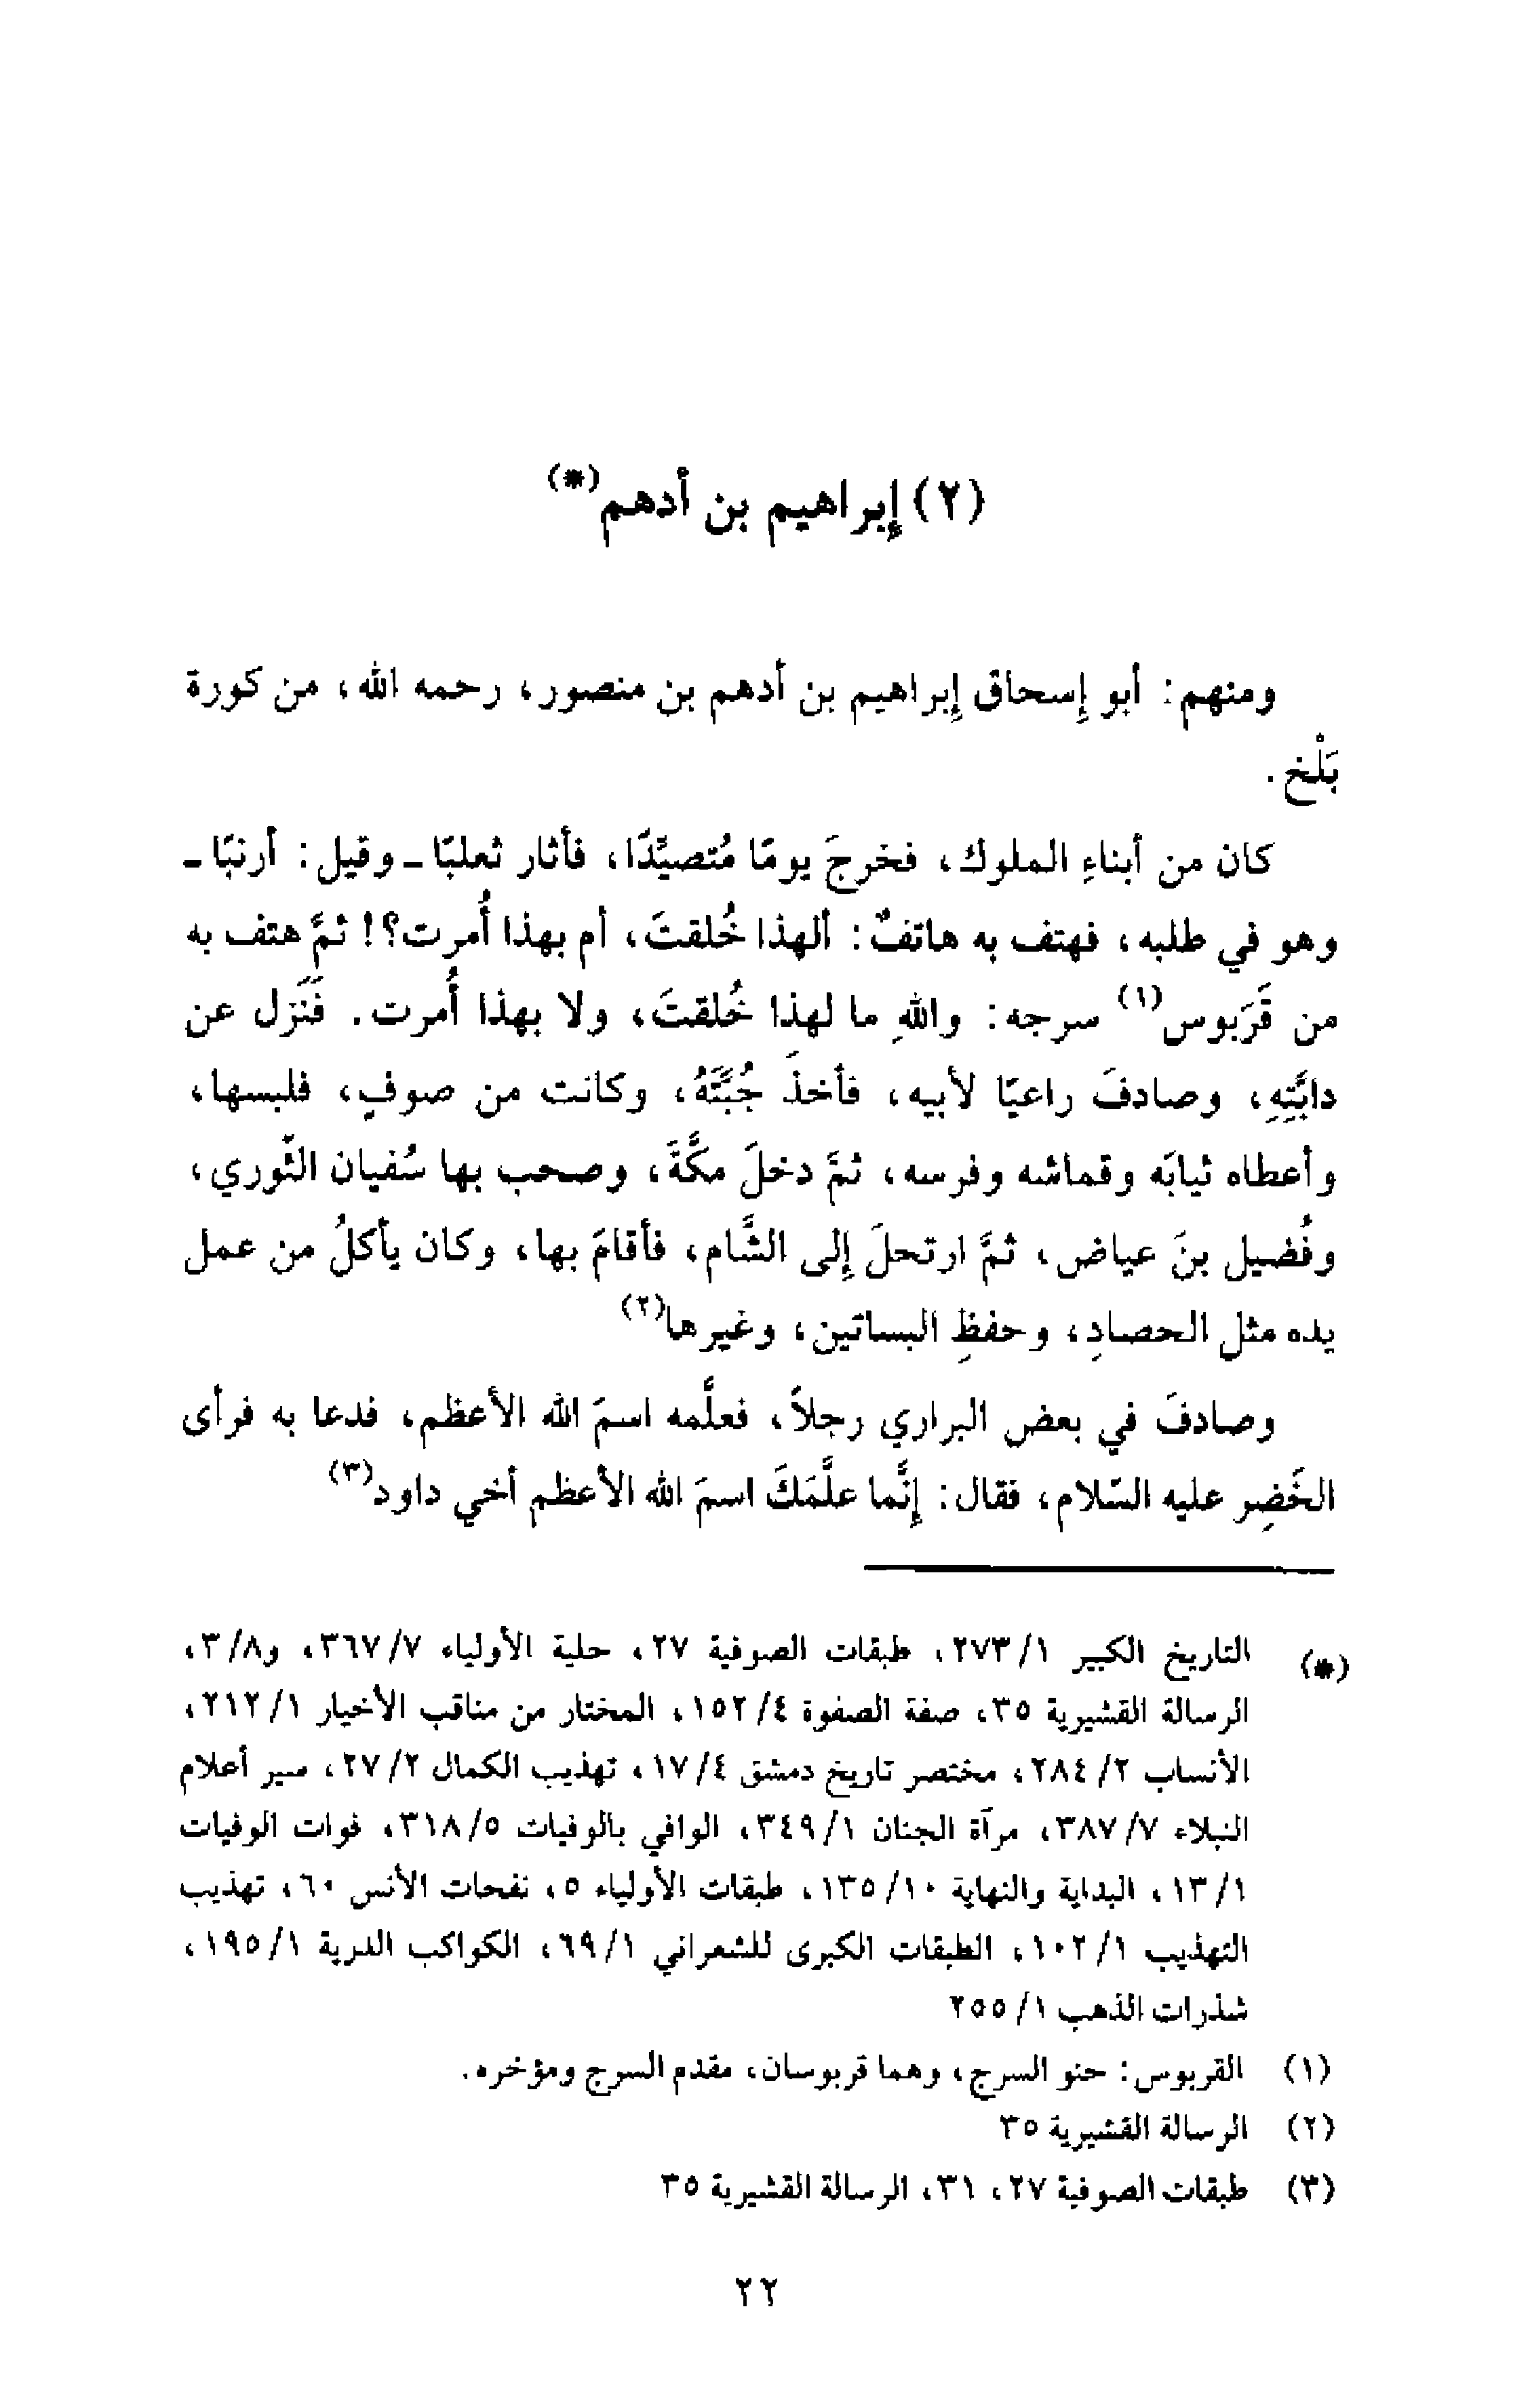 (٢) إبراهيم بن أدهم(*)
ومنهم: أبو إسحاق إبراهيم بن أدهم بن منصور، رحمه الله، من كورة
بَلْخ.
كان من أبناءِ الملوك، فخرجَ يومًا مُتصيِّدًا، فأثار ثعلبًا ـ وقيل: أرنبًا ـ
وهو في طلبه، فهتف به هاتفٌ: ألهذا خُلقتَ، أم بهذا أُمرت؟! ثمَّ هتف به
من قَرَبوس(١) سرجه: واللهِ ما لهذا خُلقتَ، ولا بهذا أُمرت. فَنَزل عن
دابَّتِهِ، وصادفَ راعيًا لأبيه، فأخذَ جُبَّتَهُ، وكانت من صوفٍ، فلبسها،
وأعطاه ثيابَه وقماشه وفرسه، ثمَّ دخلَ مكَّةَ، وصحب بها سُفيان الثَّوري،
وفُضيل بنَ عياض، ثمَّ ارتحلَ إلى الشَّام، فأقامَ بها، وكان يأكلُ من عمل
يده مثل الحصادِ، وحفظِ البساتين، وغيرها(٢)
وصادفَ في بعض البراري رجلاً، فعلَّمه اسمَ الله الأعظم، فدعا به فرأى
الخَضِر عليه السّلام، فقال: إنَّما علَّمَكَ اسمَ الله الأعظم أخي داود(٣)
(*) التاريخ الكبير ٢٧٣/١، طبقات الصوفية ٢٧، حلية الأولياء ٣٦٧/٧، و٣/٨،
الرسالة القشيرية ٣٥، صفة الصفوة ١٥٢/٤، المختار من مناقب الأخيار ٢١٢/١،
الأنساب ٢٨٤/٢، مختصر تاريخ دمشق ١٧/٤، تهذيب الكمال ٢٧/٢، سير أعلام
النبلاء ٣٨٧/٧، مرآة الجنان ٣٤٩/١، الوافي بالوفيات ٣١٨/٥، فوات الوفيات
١٣/١، البداية والنهاية ١٣٥/١٠، طبقات الأولياء ٥، نفحات الأنس ٦٠، تهذيب
التهذيب ١٠٢/١، الطبقات الكبرى للشعراني ٦٩/١، الكواكب الدرية ١٩٥/١،
شذرات الذهب ٢٥٥/١
(١) القربوس: حنو السرج، وهما قربوسان، مقدم السرج ومؤخره.
(٢) الرسالة القشيرية ٣٥
(٣) طبقات الصوفية ٢٧، ٣١، الرسالة القشيرية ٣٥
٢٢